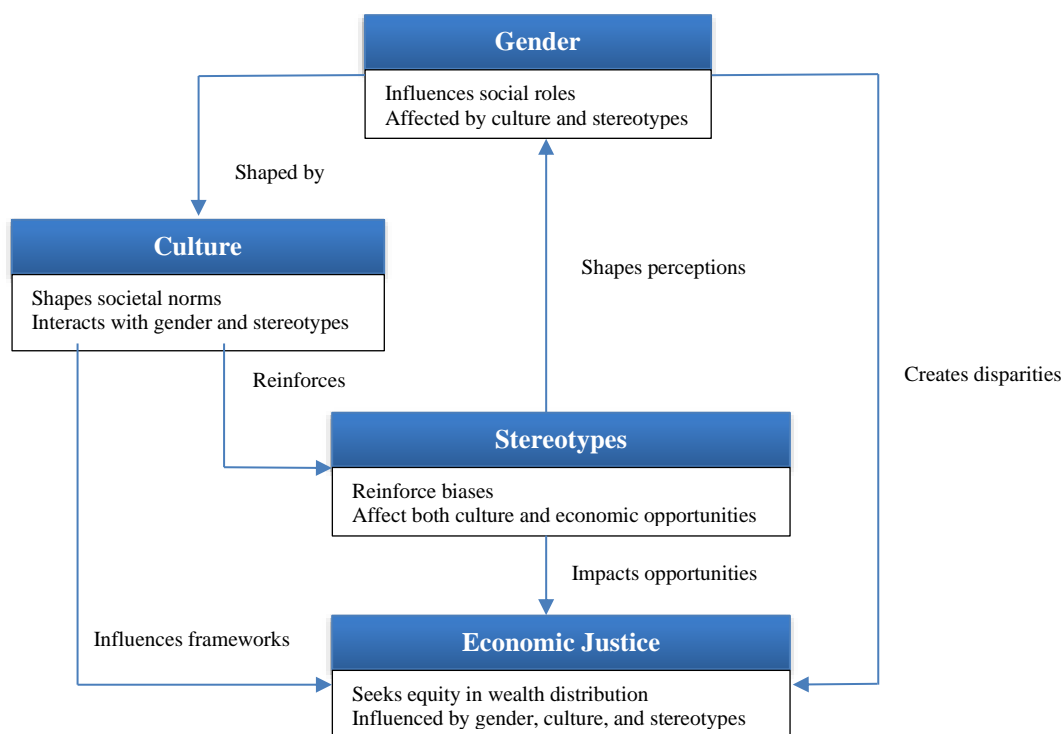 Gender
Influences social roles
Affected by culture and stereotypes
Shaped by
Culture
Shapes societal norms
Interacts with gender and stereotypes
Shapes perceptions
Reinforces
Creates disparities
Stereotypes
Reinforce biases
Affect both culture and economic opportunities
Impacts opportunities
Influences frameworks
Economic Justice
Seeks equity in wealth distribution
Influenced by gender, culture, and stereotypes